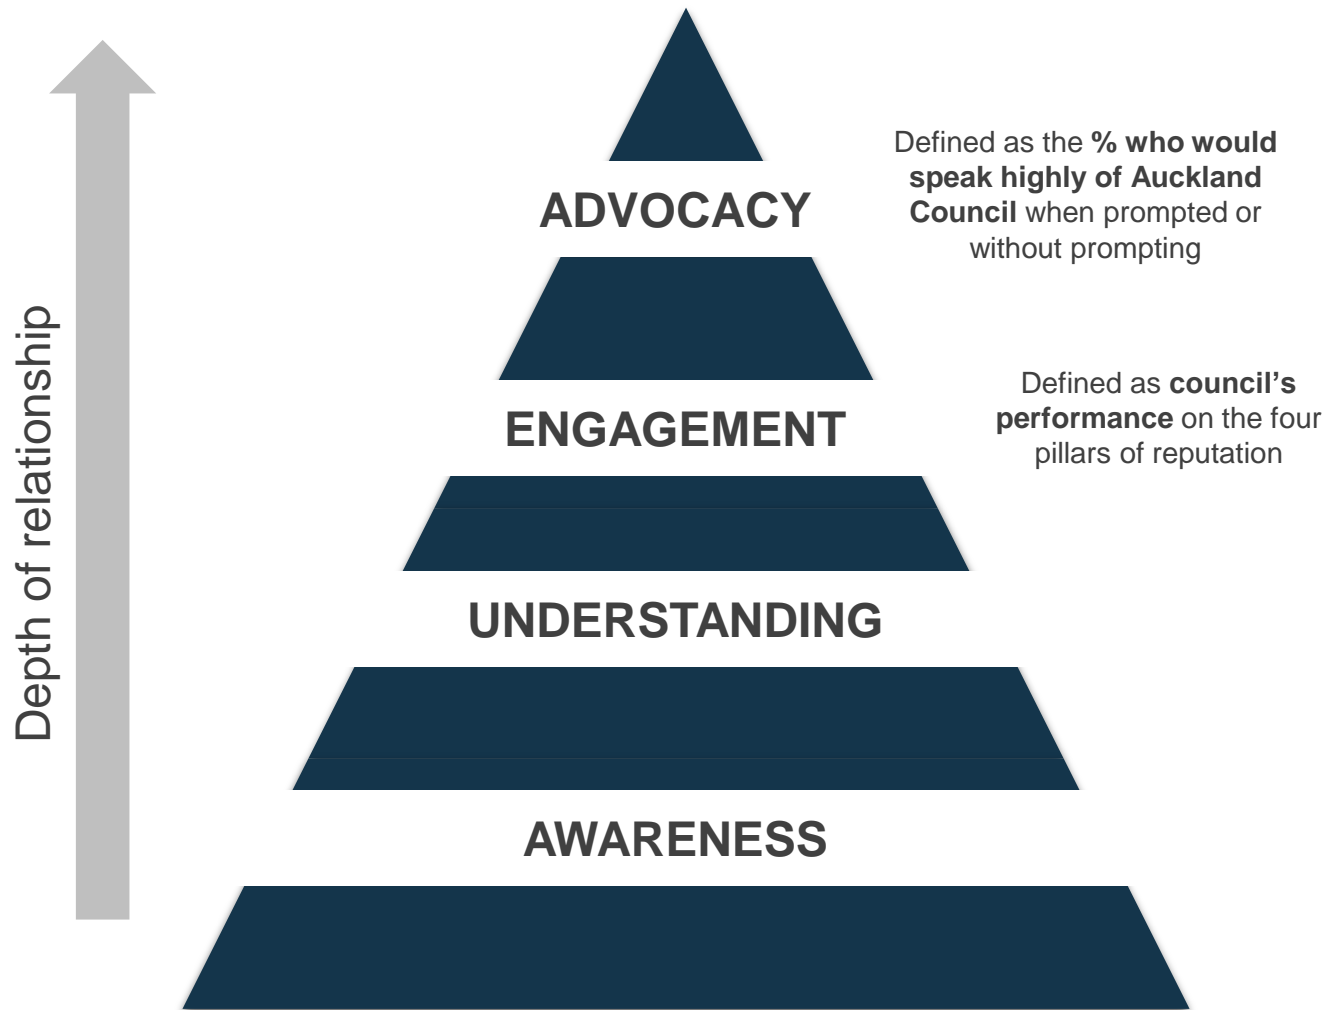 Defined as the % who would
speak highly of Auckland
Council when prompted or
without prompting
ADVOCACY
Defined as council’s
performance on the four
pillars of reputation
ENGAGEMENT
UNDERSTANDING
AWARENESS
Depth of relationship